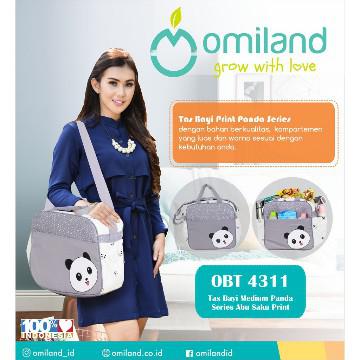 omiland
grow with love
Tas Bayi Print Panda Series
dengan bahan berkualitas, kompartemen
yang luas dan warna sesuai dengan
kebutuhan anda.
OBT 4311
Tas Bayi Medium Panda
Series Abu Saku Print
100%
INDONESIA
omiland_id
omiland.co.id
omilandid